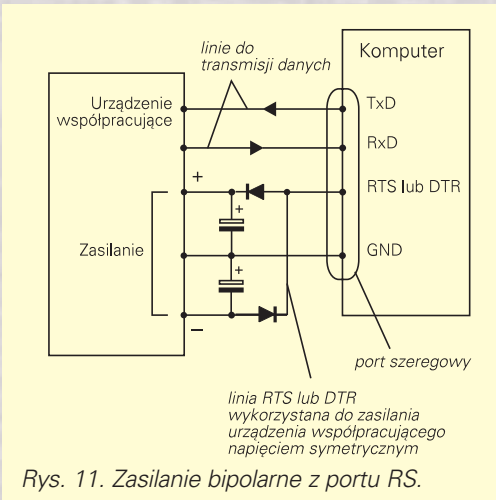 linie do
transmisji danych
Komputer
Urządzenie
współpracujące
TxD
RxD
+
RTS lub DTR
+
Zasilanie
GND
+
–
port szeregowy
linia RTS lub DTR
wykorzystana do zasilania
urządzenia współpracującego
napięciem symetrycznym
Rys. 11. Zasilanie bipolarne z portu RS.